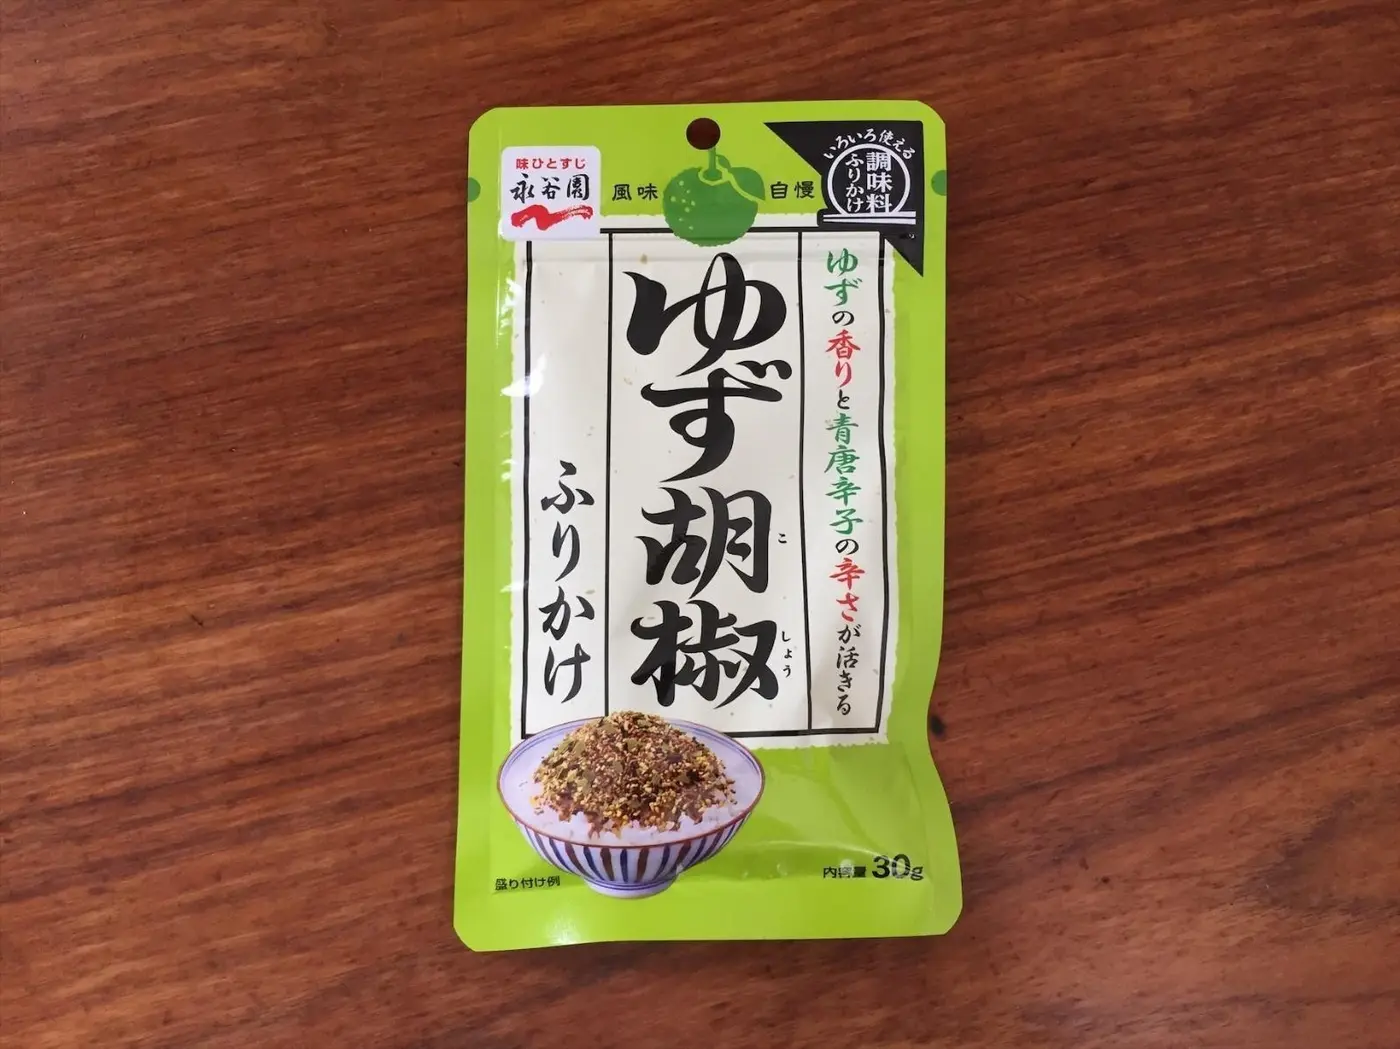 味ひとすじ
永谷園
風味
自慢
いろいろ使える
調味料
ふりかけ
ゆずの香りと青唐辛子の辛さが活きる
ゆず胡椒
こしょう
ふりかけ
盛り付け例
内容量 30g